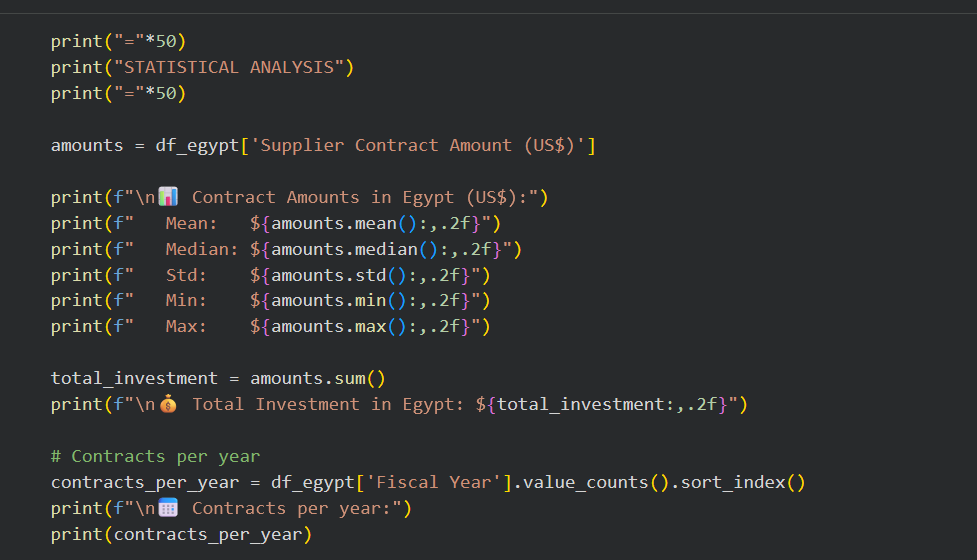 print("="*50)
print("STATISTICAL ANALYSIS")
print("="*50)
amounts = df_egypt['Supplier Contract Amount (US$)']
print(f"\n📊 Contract Amounts in Egypt (US$):")
print(f"   Mean:   ${amounts.mean():,.2f}")
print(f"   Median: ${amounts.median():,.2f}")
print(f"   Std:    ${amounts.std():,.2f}")
print(f"   Min:    ${amounts.min():,.2f}")
print(f"   Max:    ${amounts.max():,.2f}")
total_investment = amounts.sum()
print(f"\n💰 Total Investment in Egypt: ${total_investment:,.2f}")
# Contracts per year
contracts_per_year = df_egypt['Fiscal Year'].value_counts().sort_index()
print(f"\n📅 Contracts per year:")
print(contracts_per_year)